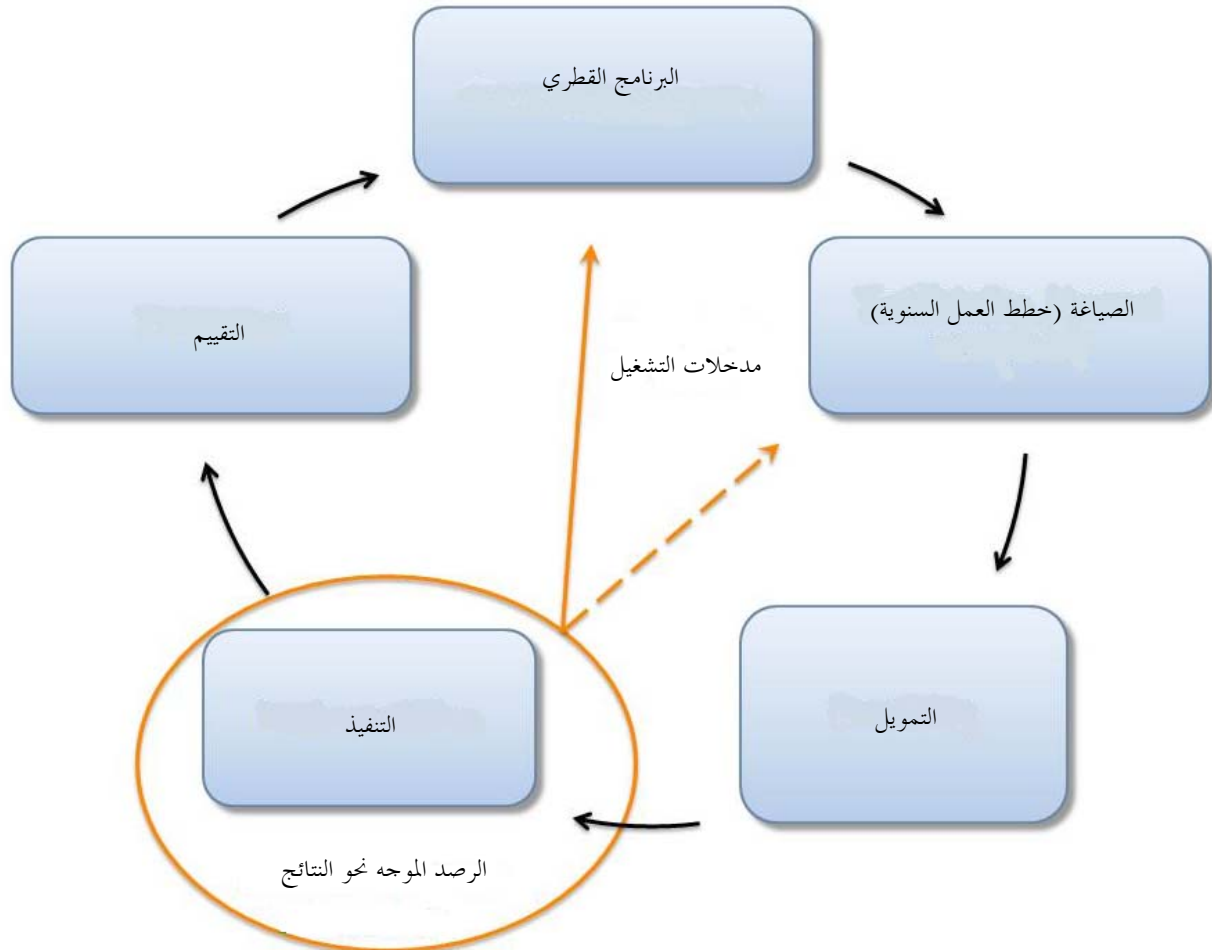 البرنامج القطري
الصياغة (خطط العمل السنوية)
التقييم
مدخلات التشغيل
التمويل
التنفيذ
الرصد الموجه نحو النتائج